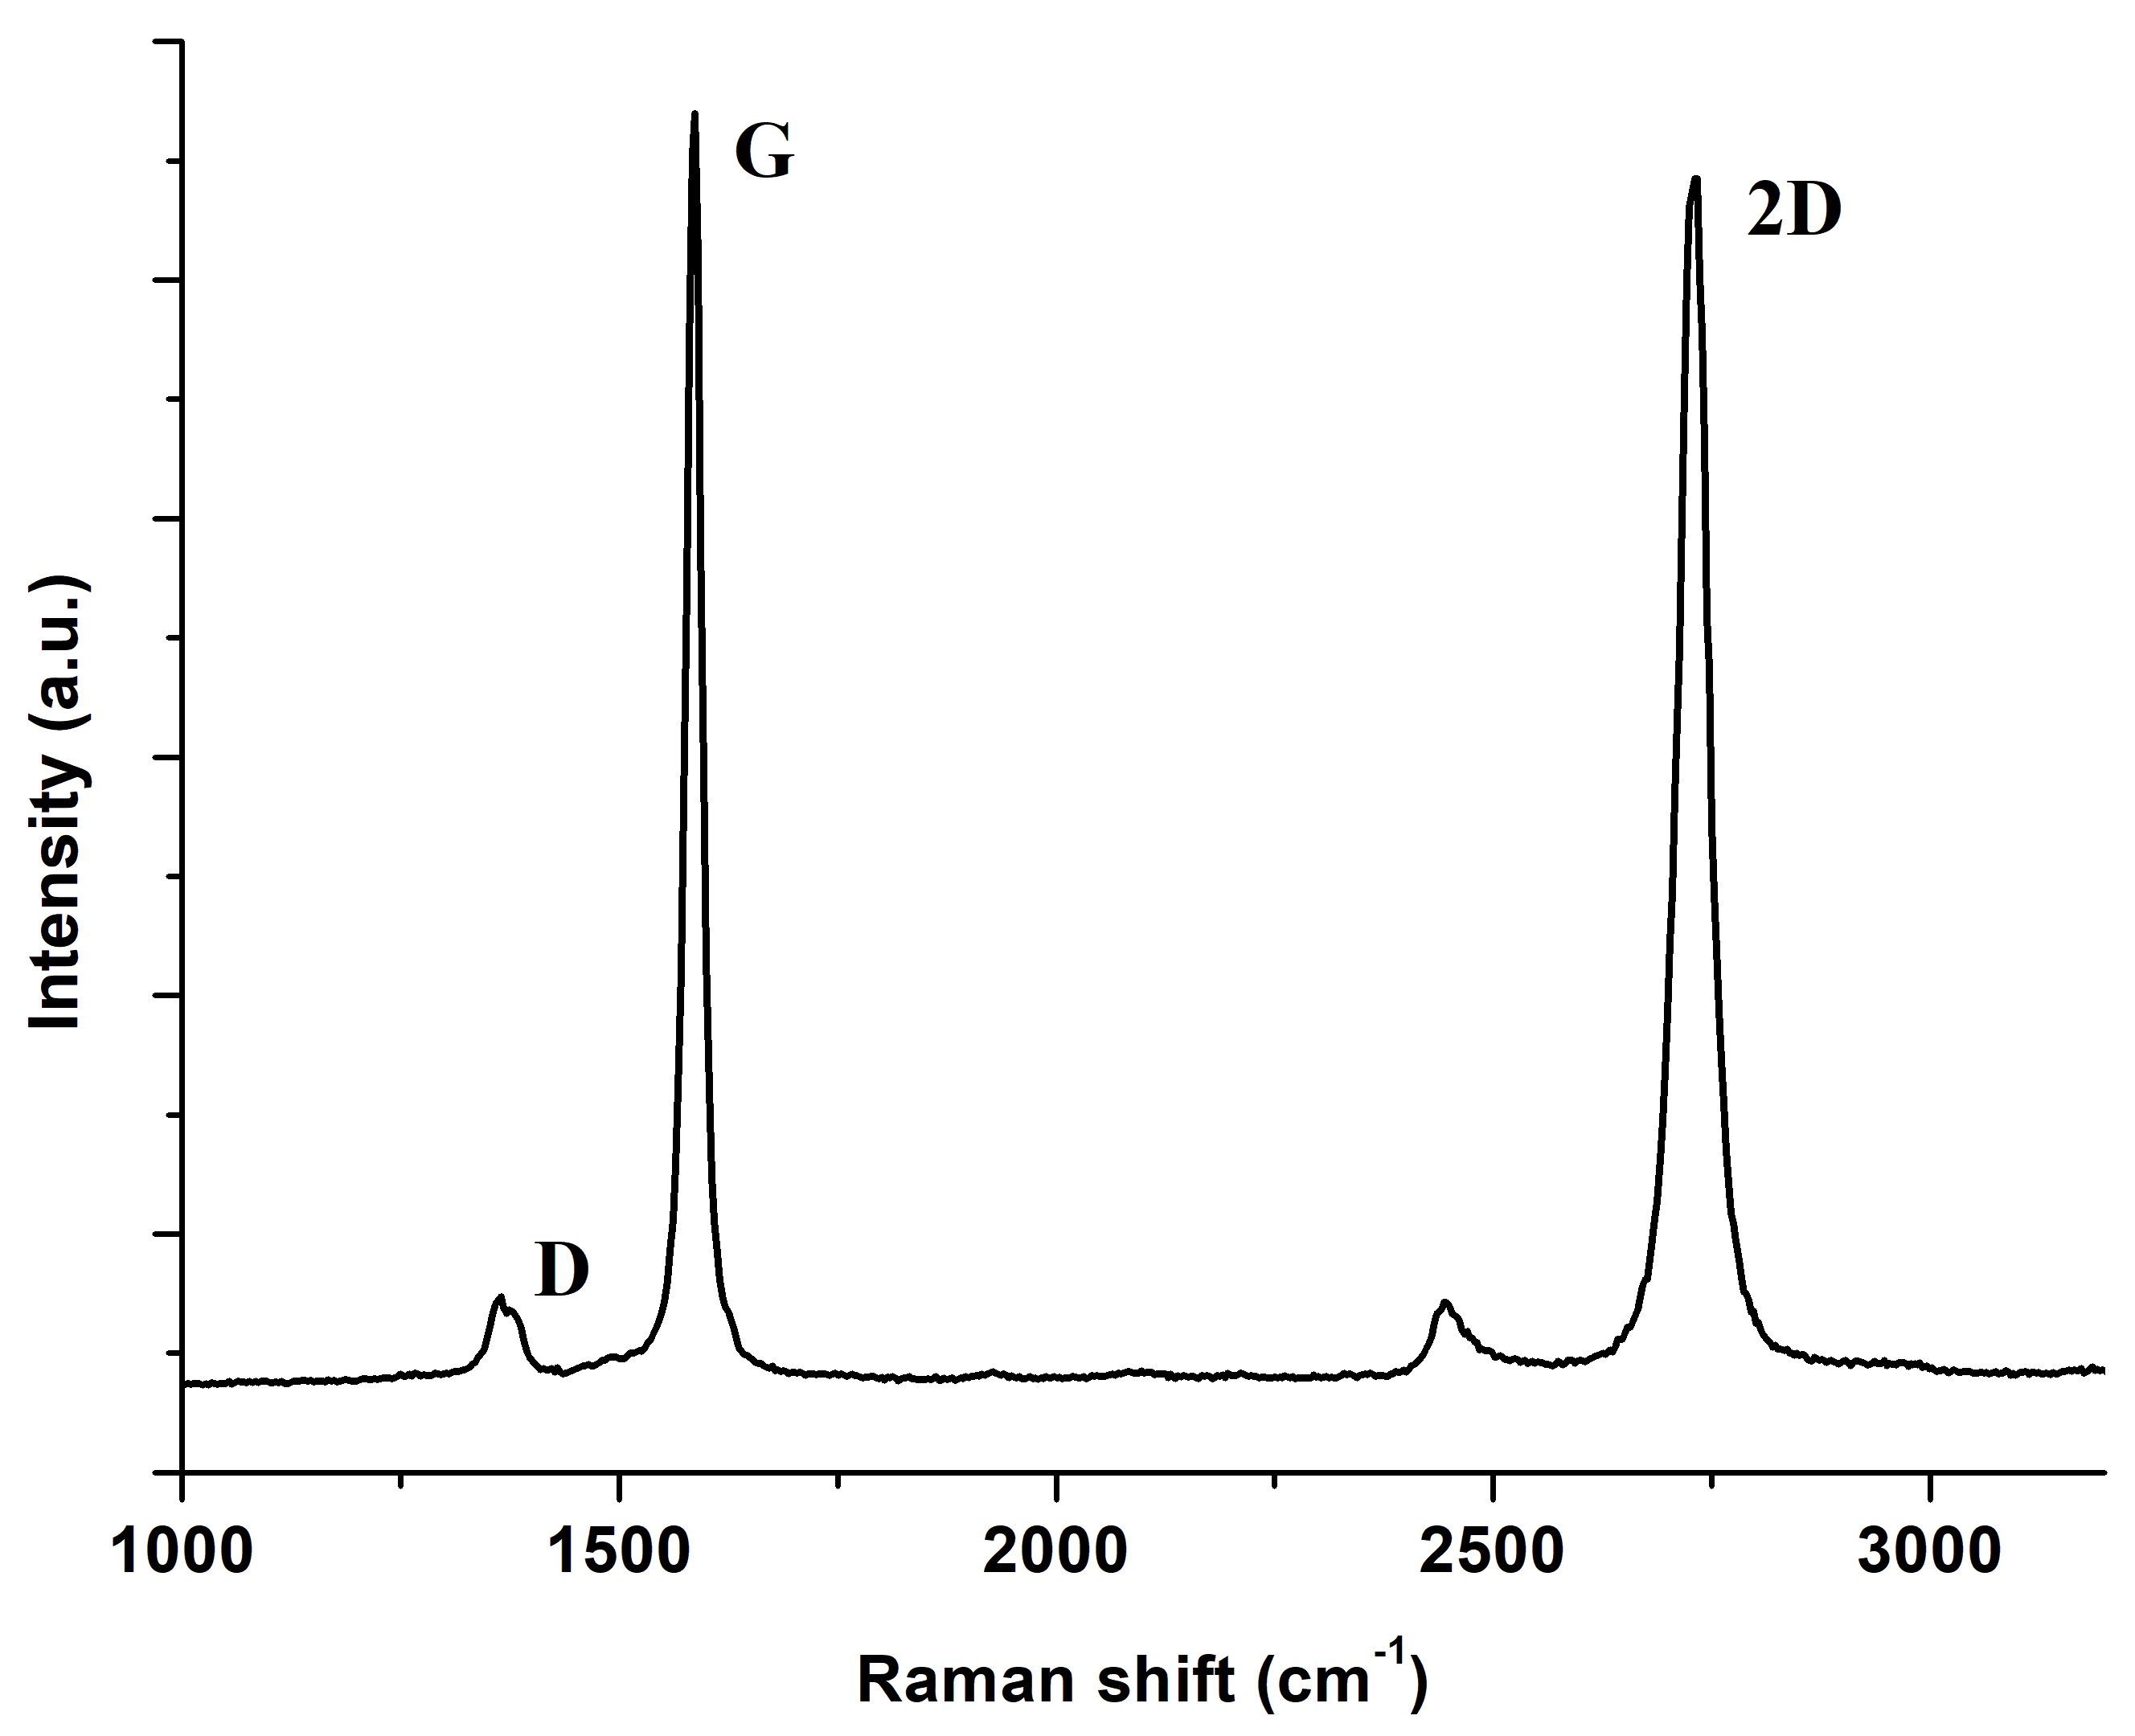 G
2D
D
Intensity (a.u.)
1000 1500 2000 2500 3000
Raman shift (cm⁻¹)